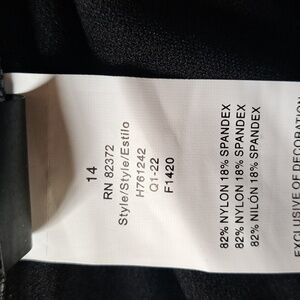 14
RN 82372
Style/Style/Estilo
H761242
Q1-22
F1420
82% NYLON 18% SPANDEX
82% NYLON 18% SPANDEX
82% NILÓN 18% SPANDEX
EXCLUSIVE OF DECORATION